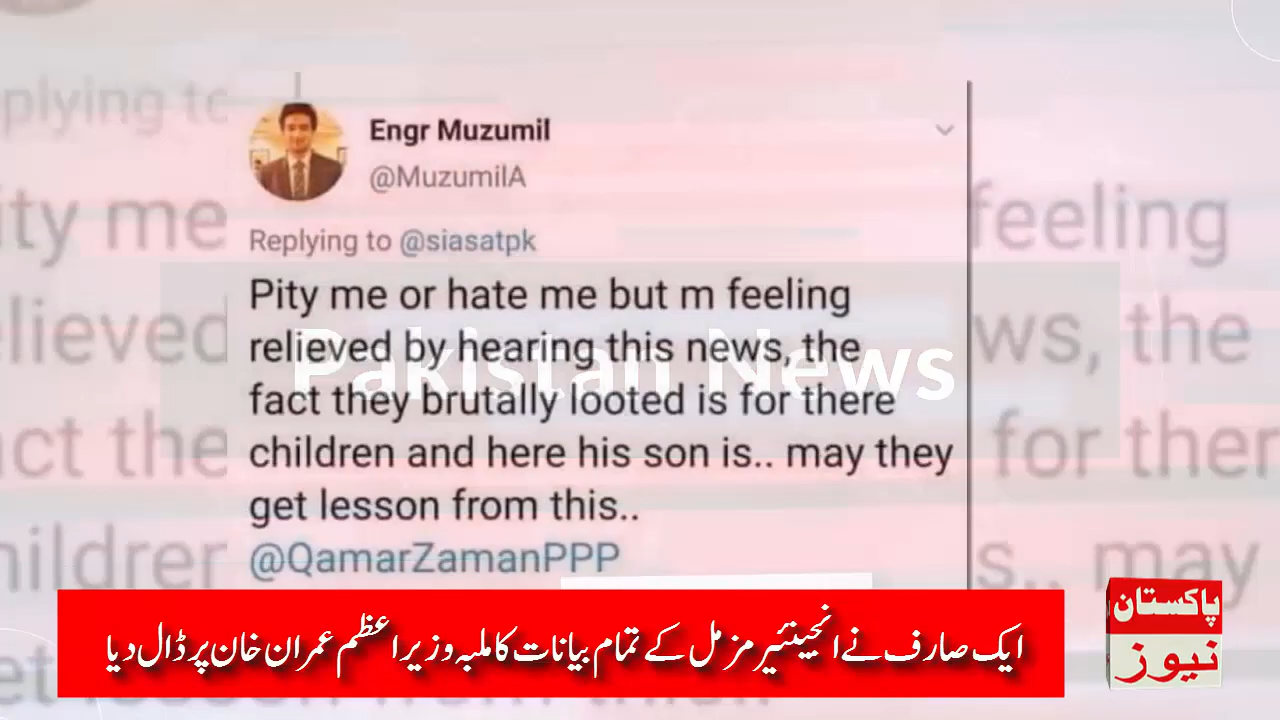 Engr Muzumil
@MuzumilA
Replying to @siasatpk
Pity me or hate me but m feeling
relieved by hearing this news, the
fact they brutally looted is for there
children and here his son is.. may they
get lesson from this..
@QamarZamanPPP
Pakistan News
ایک صارف نے انجینئیر مزمل کے تمام بیانات کا ملبہ وزیراعظم عمران خان پر ڈال دیا
پاکستان
نیوز